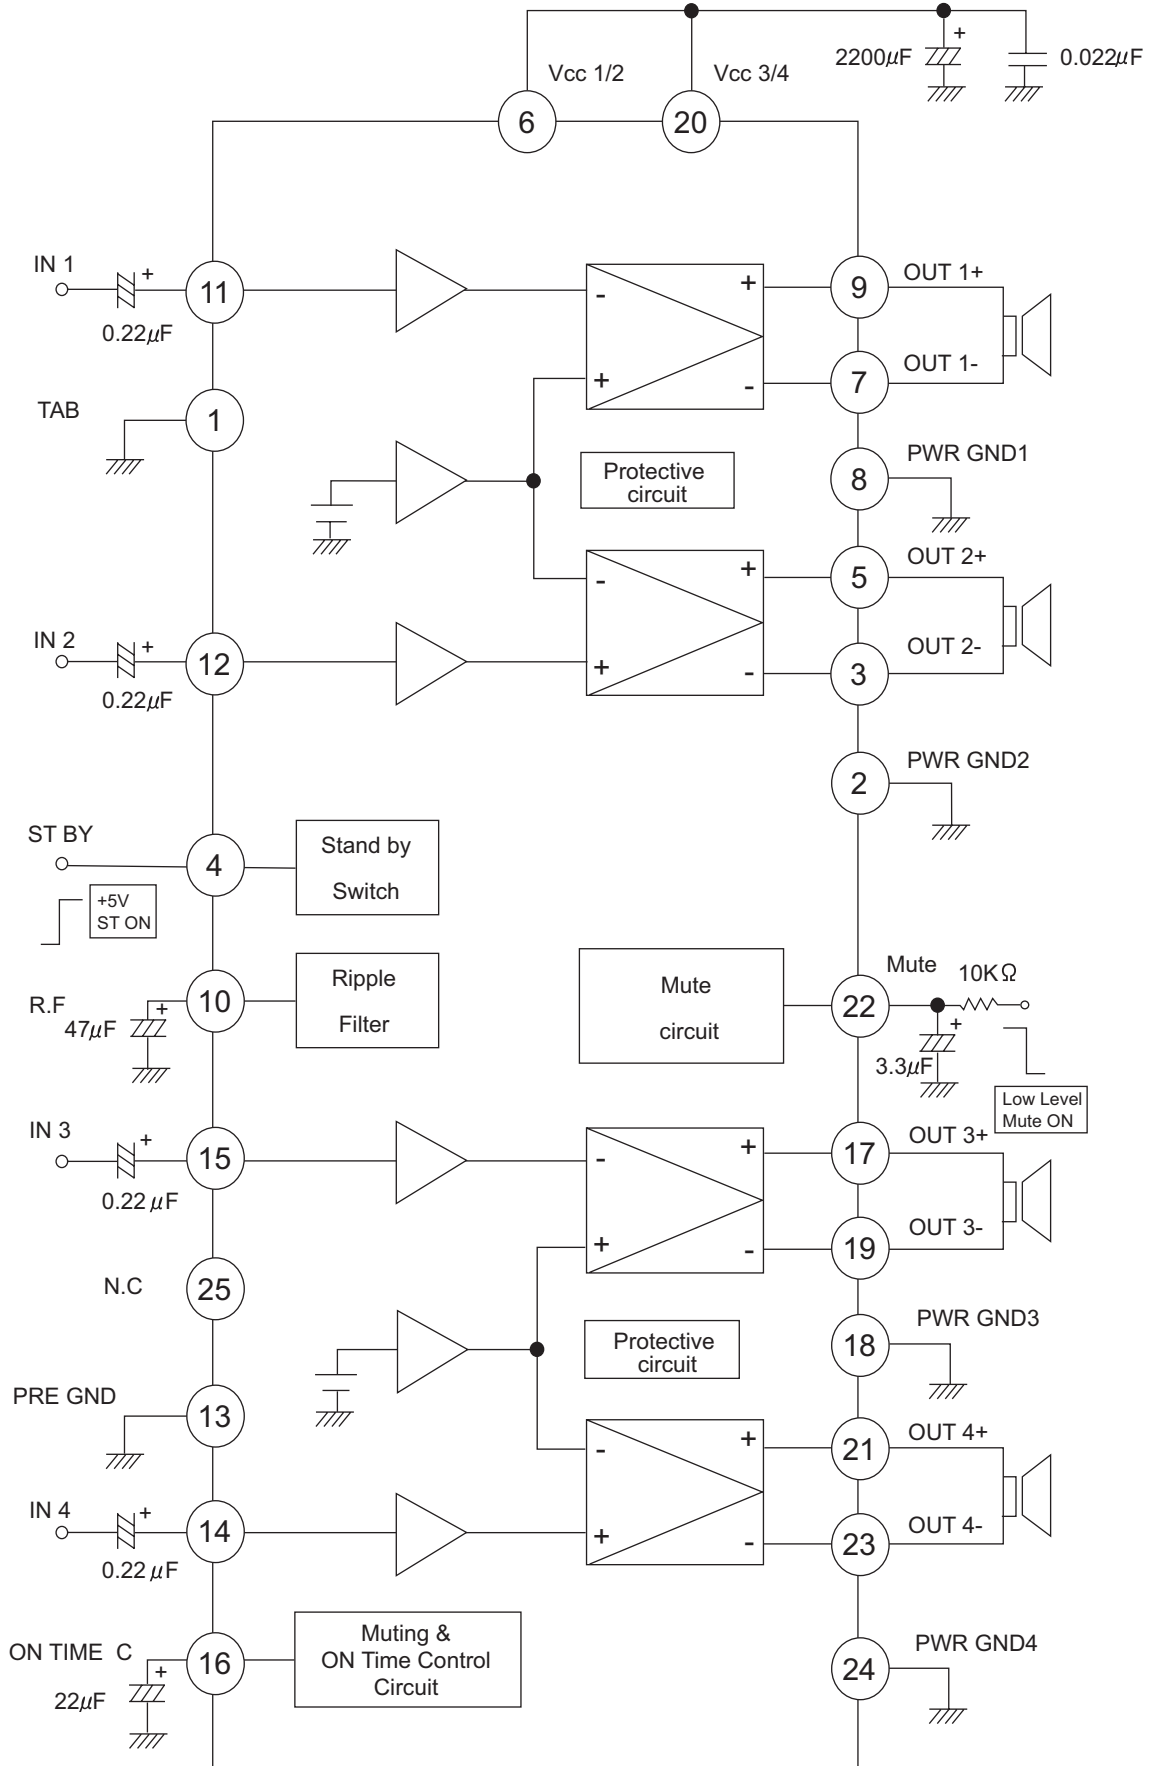 2200μF
0.022μF
Vcc 1/2
Vcc 3/4
6
20
IN 1
+
0.22μF
11
-
+
+
-
9
OUT 1+
7
OUT 1-
TAB
1
Protective
circuit
8
PWR GND1
5
OUT 2+
3
OUT 2-
-
+
+
-
IN 2
+
0.22μF
12
2
PWR GND2
ST BY
4
Stand by
Switch
+5V
ST ON
R.F
47μF
+
10
Ripple
Filter
Mute
circuit
22
Mute
10KΩ
+
3.3μF
Low Level
Mute ON
IN 3
+
0.22 μF
15
-
+
+
-
17
OUT 3+
19
OUT 3-
N.C
25
Protective
circuit
18
PWR GND3
PRE GND
13
21
OUT 4+
23
OUT 4-
-
+
+
-
IN 4
+
0.22 μF
14
ON TIME C
+
22μF
16
Muting &
ON Time Control
Circuit
24
PWR GND4
+